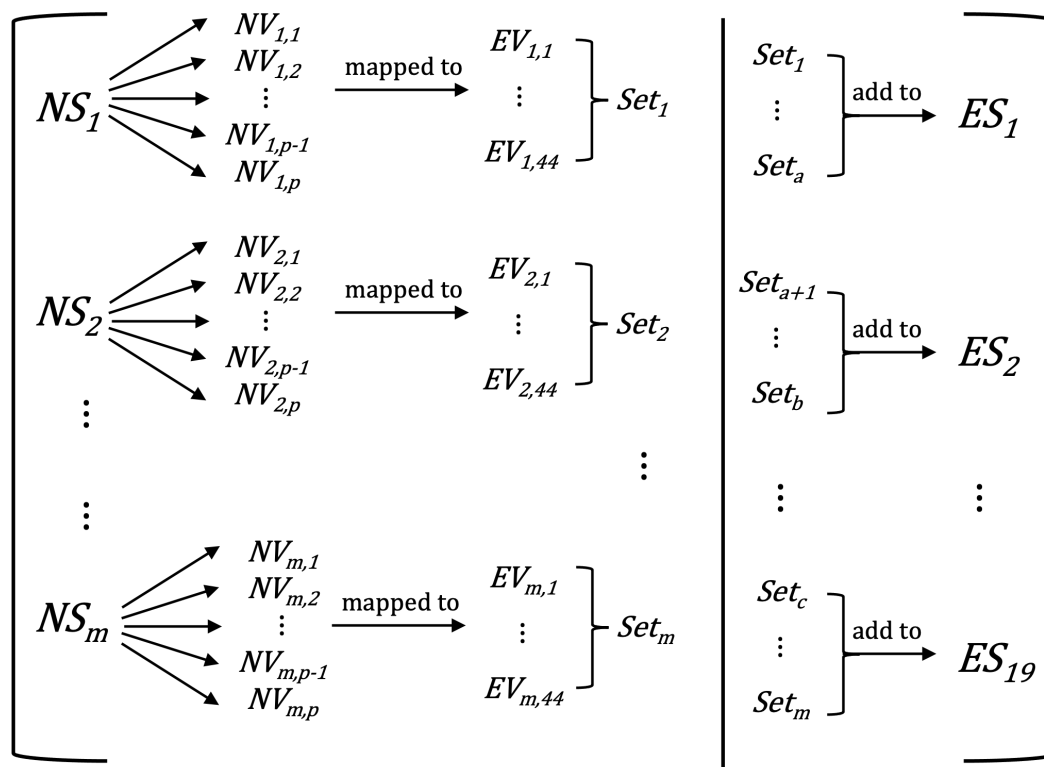 NS1
NV1,1
NV1,2
⋮
NV1,p-1
NV1,p
mapped to
EV1,1
⋮
EV1,44
Set1
NS2
NV2,1
NV2,2
⋮
NV2,p-1
NV2,p
mapped to
EV2,1
⋮
EV2,44
Set2
⋮
⋮
⋮
NSm
NVm,1
NVm,2
⋮
NVm,p-1
NVm,p
mapped to
EVm,1
⋮
EVm,44
Setm
Set1
⋮
Seta
add to
ES1
Seta+1
⋮
Setb
add to
ES2
⋮
⋮
Setc
⋮
Setm
add to
ES19